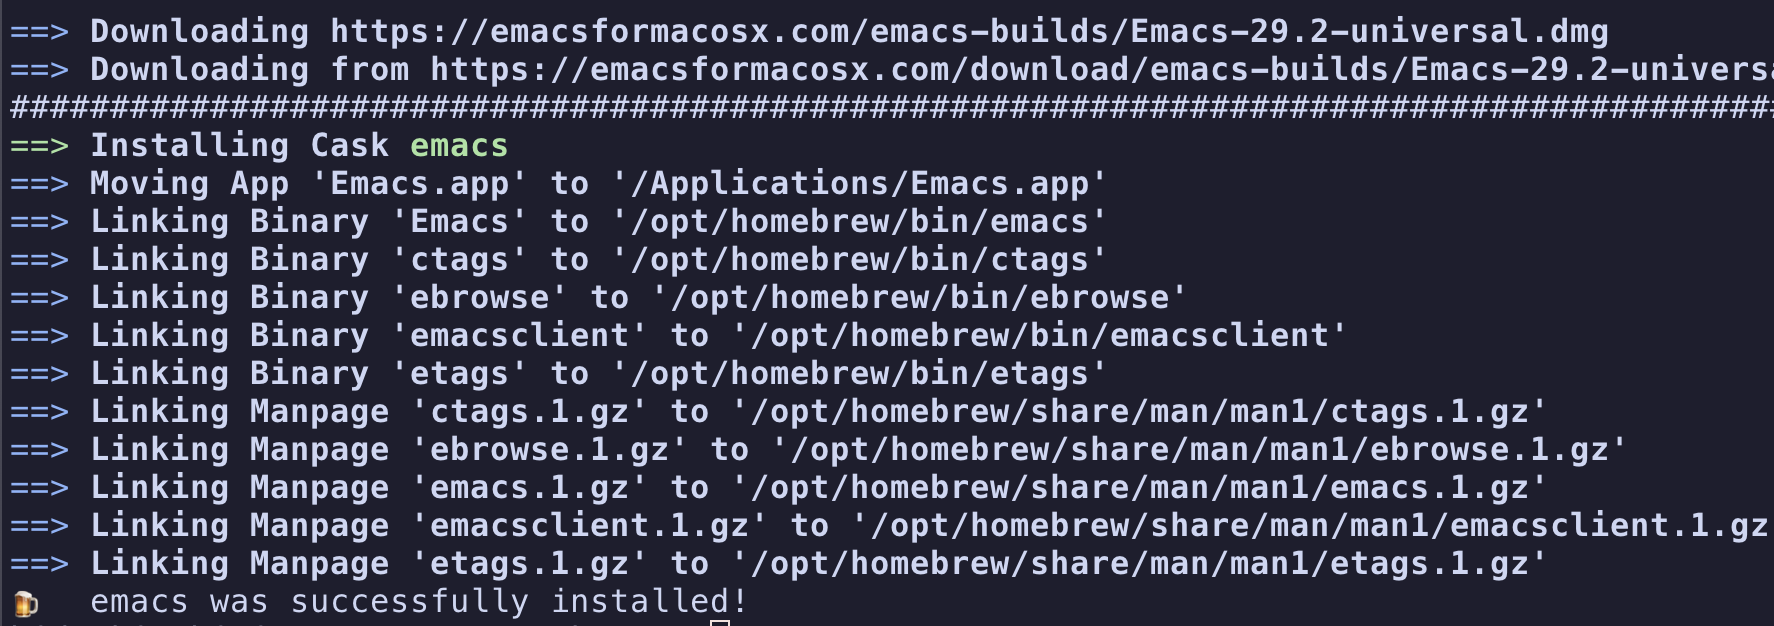 ==> Downloading https://emacsformacosx.com/emacs-builds/Emacs-29.2-universal.dmg
==> Downloading from https://emacsformacosx.com/download/emacs-builds/Emacs-29.2-universa
#########################################################################################
==> Installing Cask emacs
==> Moving App 'Emacs.app' to '/Applications/Emacs.app'
==> Linking Binary 'Emacs' to '/opt/homebrew/bin/emacs'
==> Linking Binary 'ctags' to '/opt/homebrew/bin/ctags'
==> Linking Binary 'ebrowse' to '/opt/homebrew/bin/ebrowse'
==> Linking Binary 'emacsclient' to '/opt/homebrew/bin/emacsclient'
==> Linking Binary 'etags' to '/opt/homebrew/bin/etags'
==> Linking Manpage 'ctags.1.gz' to '/opt/homebrew/share/man/man1/ctags.1.gz'
==> Linking Manpage 'ebrowse.1.gz' to '/opt/homebrew/share/man/man1/ebrowse.1.gz'
==> Linking Manpage 'emacs.1.gz' to '/opt/homebrew/share/man/man1/emacs.1.gz'
==> Linking Manpage 'emacsclient.1.gz' to '/opt/homebrew/share/man/man1/emacsclient.1.gz
==> Linking Manpage 'etags.1.gz' to '/opt/homebrew/share/man/man1/etags.1.gz'
🍺 emacs was successfully installed!